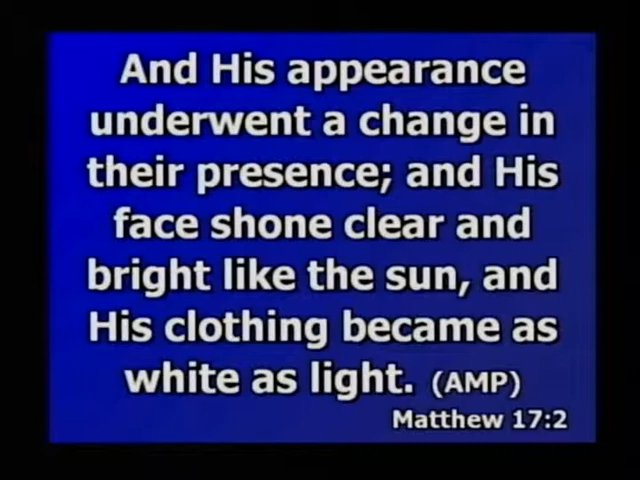 And His appearance
underwent a change in
their presence; and His
face shone clear and
bright like the sun, and
His clothing became as
white as light. (AMP)
Matthew 17:2